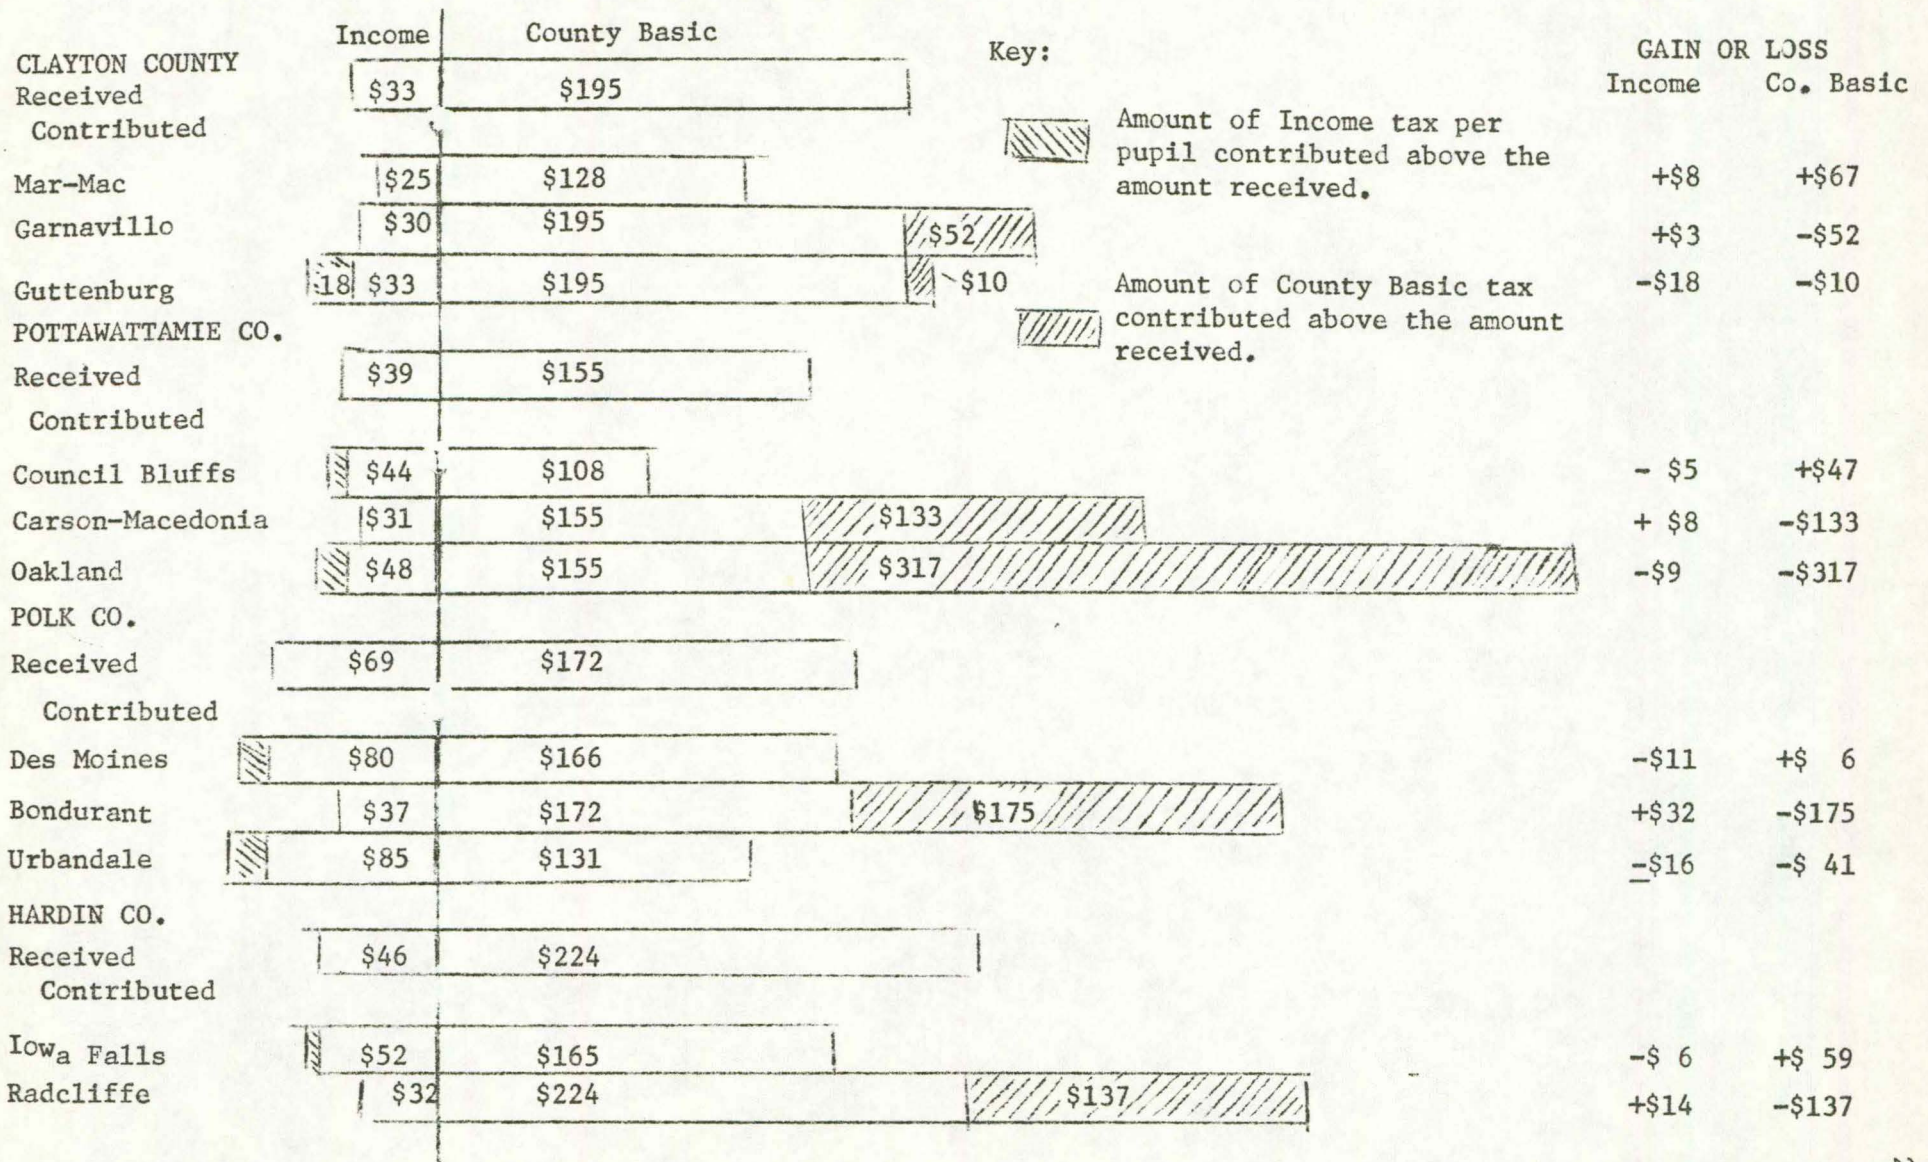 Income County Basic
Key:
GAIN OR LOSS
CLAYTON COUNTY
Income Co. Basic
Received $33 $195
Contributed
Amount of Income tax per
pupil contributed above the
amount received.
Mar-Mac $25 $128 +$8 +$67
Garnavillo $30 $195 $52 +$3 -$52
Guttenburg 18 $33 $195 $10 -$18 -$10
Amount of County Basic tax
contributed above the amount
received.
POTTAWATTAMIE CO.
Received $39 $155
Contributed
Council Bluffs $44 $108 - $5 +$47
Carson-Macedonia $31 $155 $133 + $8 -$133
Oakland $48 $155 $317 -$9 -$317
POLK CO.
Received $69 $172
Contributed
Des Moines $80 $166 -$11 +$ 6
Bondurant $37 $172 $175 +$32 -$175
Urbandale $85 $131 -$16 -$ 41
HARDIN CO.
Received $46 $224
Contributed
Iowa Falls $52 $165 -$ 6 +$ 59
Radcliffe $32 $224 $137 +$14 -$137